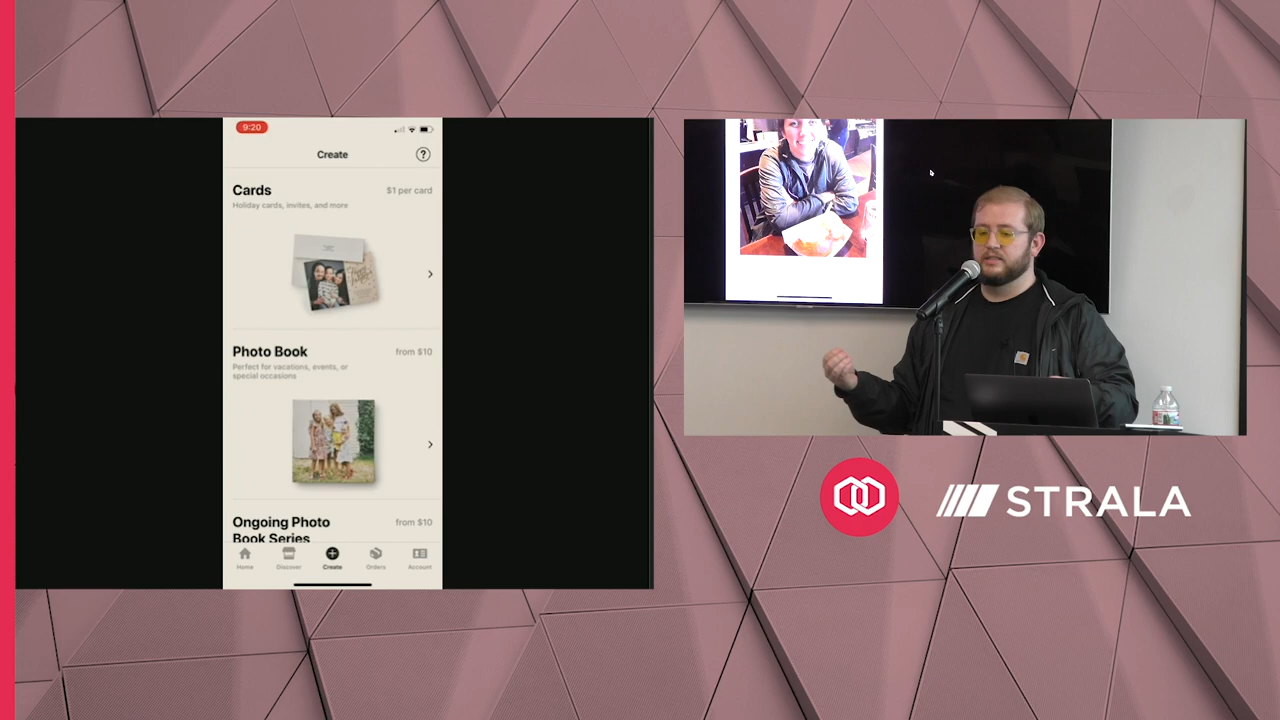 9:20
Create
?
Cards
$1 per card
Holiday cards, invites, and more
Photo Book
from $10
Perfect for vacations, events, or
special occasions
Ongoing Photo
from $10
Book Series
Home
Discover
Create
Orders
Account
STRALA